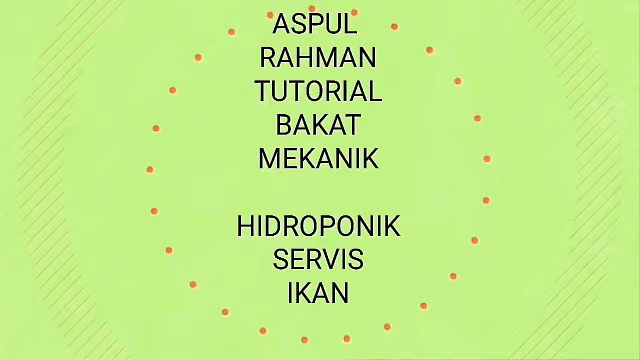 ASPUL
RAHMAN
TUTORIAL
BAKAT
MEKANIK
HIDROPONIK
SERVIS
IKAN